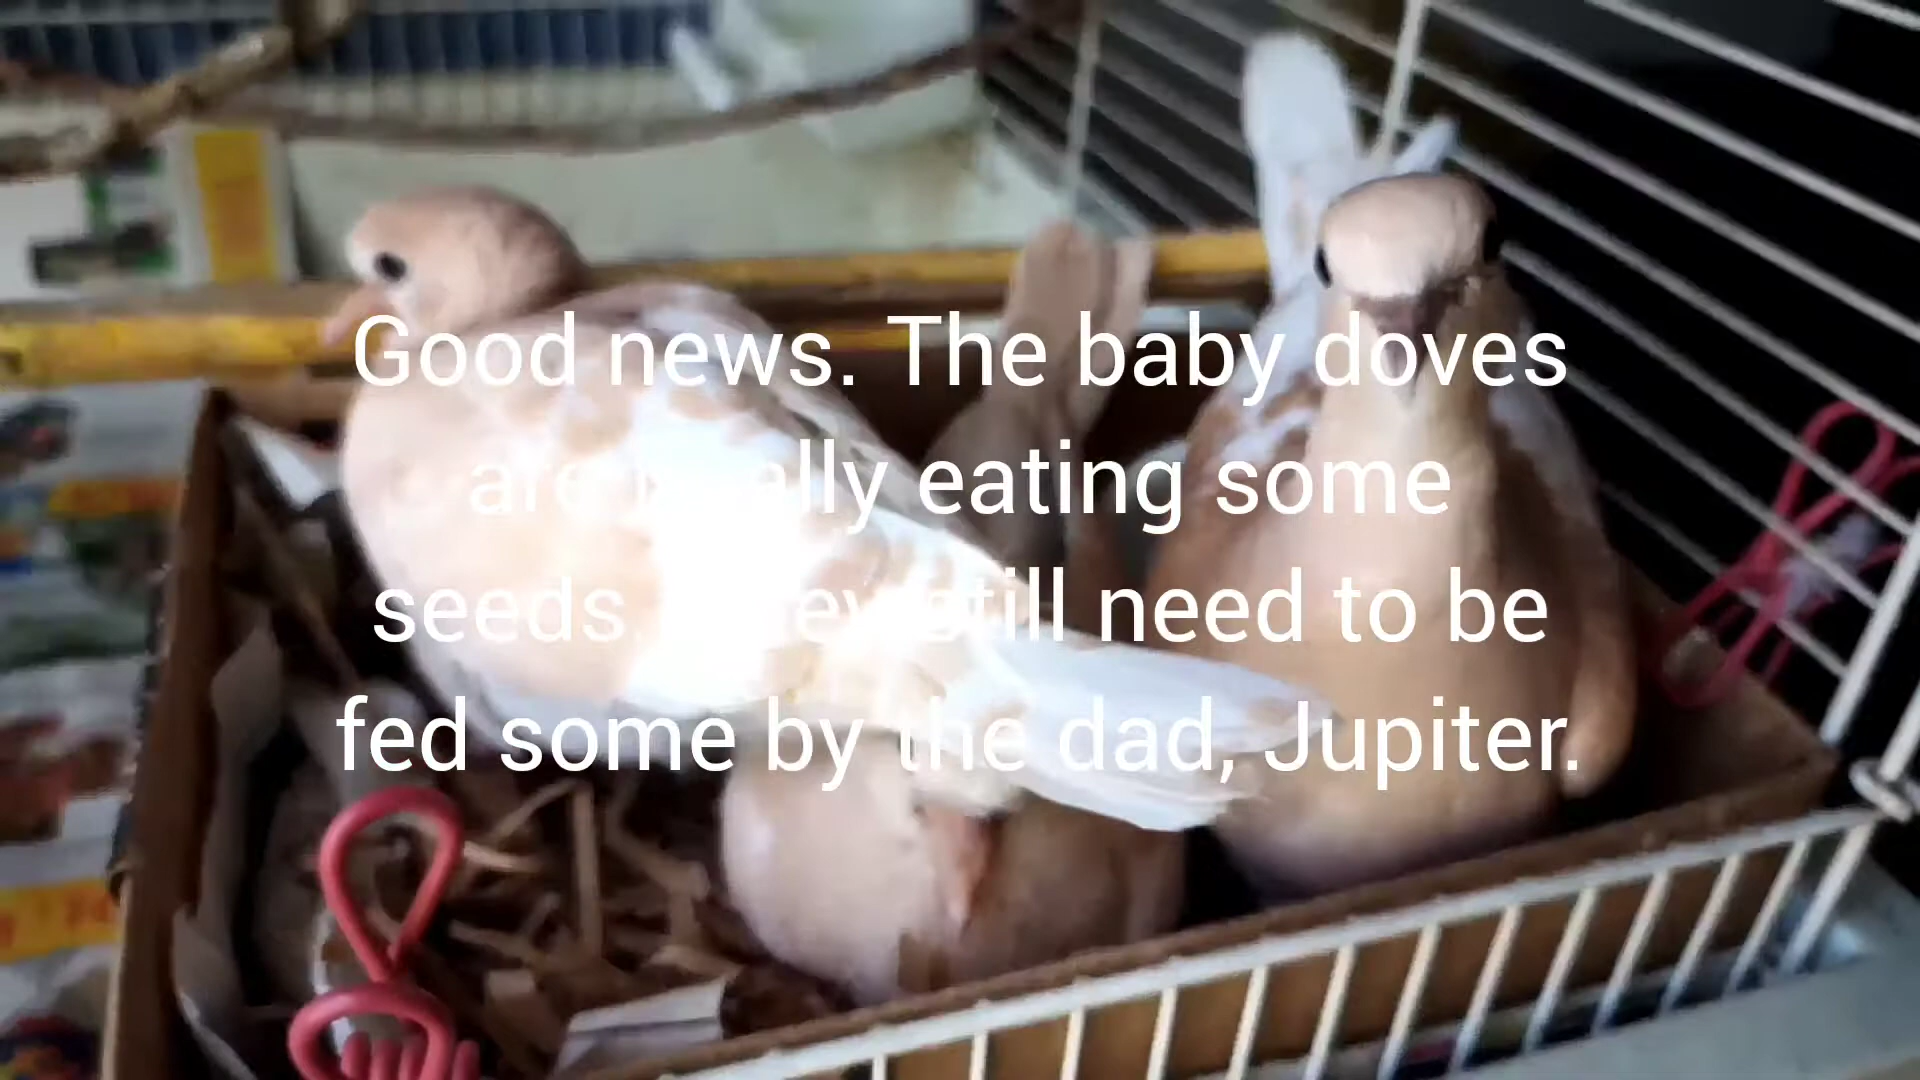 Good news. The baby doves
are eating some
seeds. still need to be
fed some by the dad, Jupiter.